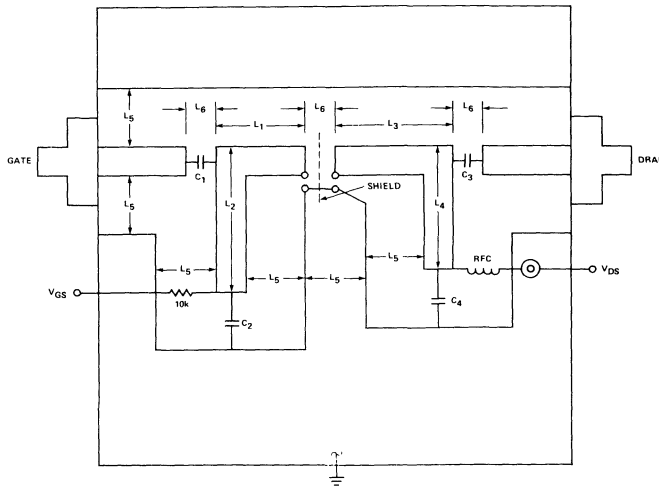 L6 L6 L6
L5 L1 L3
GATE C1 C3 DRAI
SHIELD
L5 L2 L4
L5 L5 L5 L5 RFC
VGS 10k VDS
C2 C4